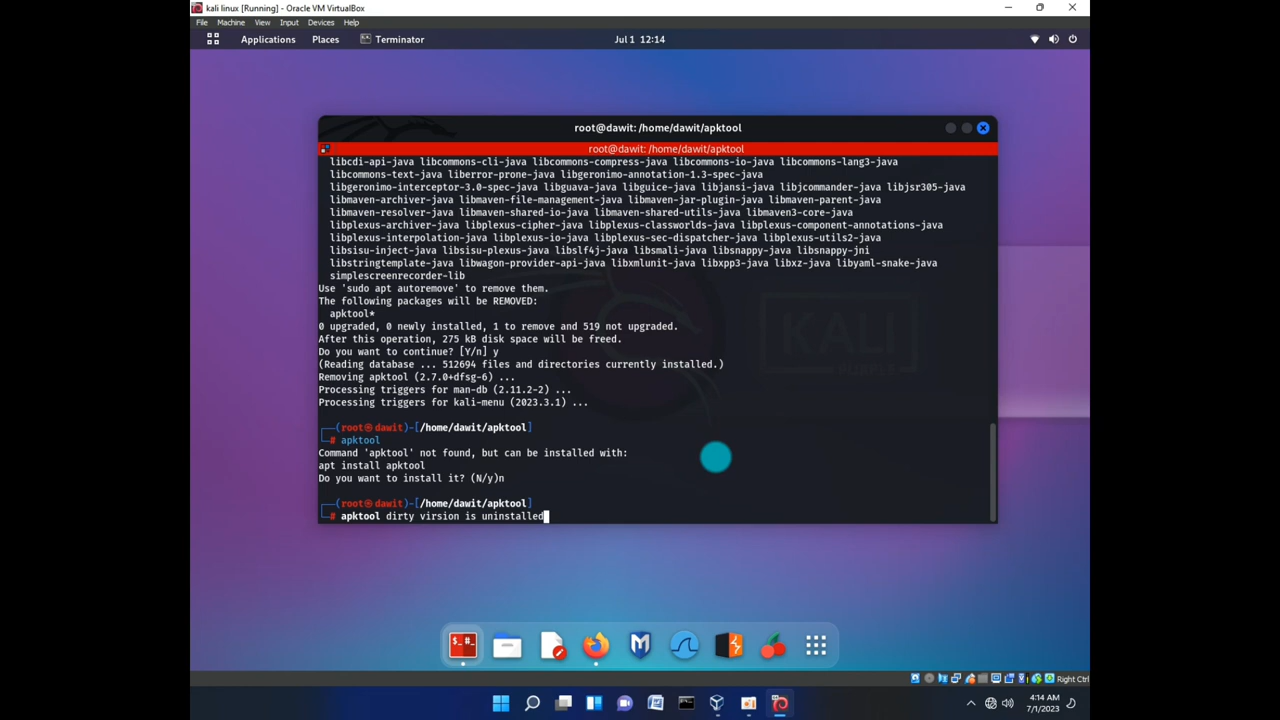 kali linux [Running] - Oracle VM VirtualBox
File Machine View Input Devices Help
Applications Places Terminator Jul 1 12:14
root@dawit: /home/dawit/apktool
root@dawit: /home/dawit/apktool
libcdi-api-java libcommons-cli-java libcommons-compress-java libcommons-io-java libcommons-lang3-java
libcommons-text-java liberror-prone-java libgeronimo-annotation-1.3-spec-java
libgeronimo-interceptor-3.0-spec-java libguava-java libguice-java libjansi-java libjcommander-java libjsr305-java
libmaven-archiver-java libmaven-file-management-java libmaven-jar-plugin-java libmaven-parent-java
libmaven-resolver-java libmaven-shared-io-java libmaven-shared-utils-java libmaven3-core-java
libplexus-archiver-java libplexus-cipher-java libplexus-classworlds-java libplexus-component-annotations-java
libplexus-interpolation-java libplexus-io-java libplexus-sec-dispatcher-java libplexus-utils2-java
libsisu-inject-java libsisu-plexus-java libslf4j-java libsmali-java libsnappy-java libsnappy-jni
libstringtemplate-java libwagon-provider-api-java libxmlunit-java libxpp3-java libxz-java libyaml-snake-java
simplescreenrecorder-lib
Use 'sudo apt autoremove' to remove them.
The following packages will be REMOVED:
apktool*
0 upgraded, 0 newly installed, 1 to remove and 519 not upgraded.
After this operation, 275 kB disk space will be freed.
Do you want to continue? [Y/n] y
(Reading database ... 512694 files and directories currently installed.)
Removing apktool (2.7.0+dfsg-6) ...
Processing triggers for man-db (2.11.2-2) ...
Processing triggers for kali-menu (2023.3.1) ...
┌──(root㉿dawit)-[/home/dawit/apktool]
└─# apktool
Command 'apktool' not found, but can be installed with:
apt install apktool
Do you want to install it? (N/y)n
┌──(root㉿dawit)-[/home/dawit/apktool]
└─# apktool dirty virsion is uninstalled
KALI
$_ #_
Right Ctrl
4:14 AM
7/1/2023